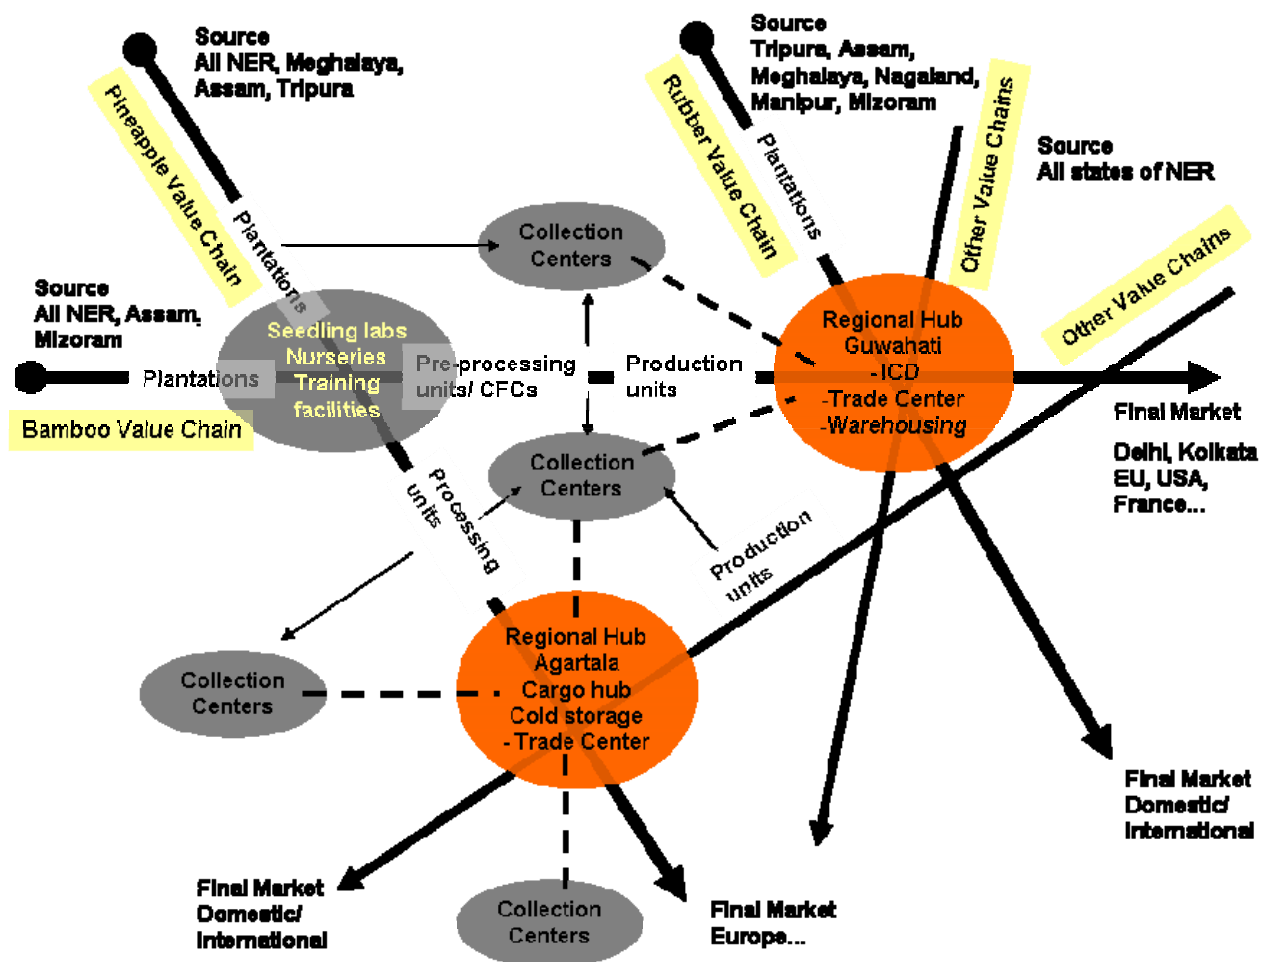 Source
All NER, Meghalaya,
Assam, Tripura
Pineapple Value Chain
Plantations
Source
Tripura, Assam,
Meghalaya, Nagaland,
Manipur, Mizoram
Rubber Value Chain
Plantations
Other Value Chains
Source
All states of NER
Other Value Chains
Collection
Centers
Source
All NER, Assam,
Mizoram
Plantations
Bamboo Value Chain
Seedling labs
Nurseries
Training
facilities
Pre-processing
units/ CFCs
Production
units
Regional Hub
Guwahati
-ICD
-Trade Center
-Warehousing
Final Market
Delhi, Kolkata
EU, USA,
France...
Collection
Centers
Processing
units
Production
units
Regional Hub
Agartala
Cargo hub
Cold storage
- Trade Center
Collection
Centers
Final Market
Domestic/
International
Final Market
Domestic/
International
Collection
Centers
Final Market
Europe...